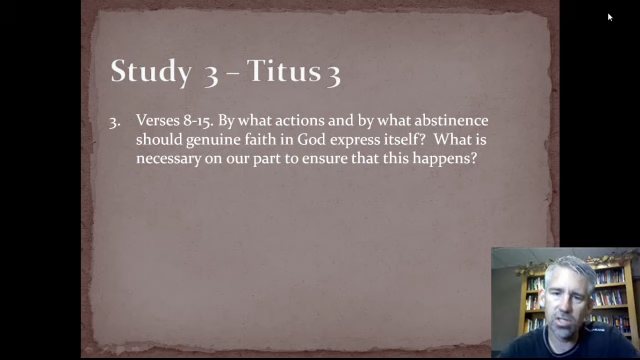 Study 3 – Titus 3
3. Verses 8-15. By what actions and by what abstinence
should genuine faith in God express itself? What is
necessary on our part to ensure that this happens?